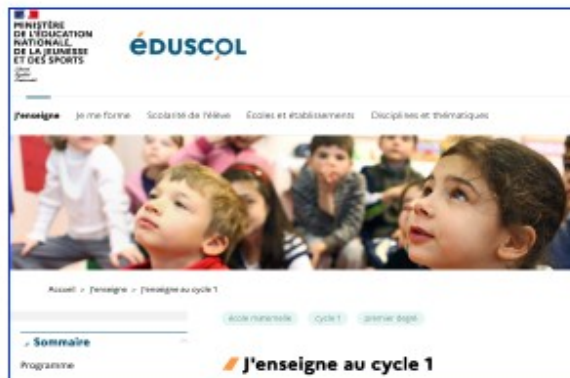 MINISTÈRE
DE L'ÉDUCATION
NATIONALE,
DE LA JEUNESSE
ET DES SPORTS
éduscol
J'enseigne Je me forme Scolarité de l'élève Écoles et établissements Disciplines et thématiques
Accueil > J'enseigne > J'enseigne au cycle 1
école maternelle cycle 1 premier degré
Sommaire
Programme
J'enseigne au cycle 1